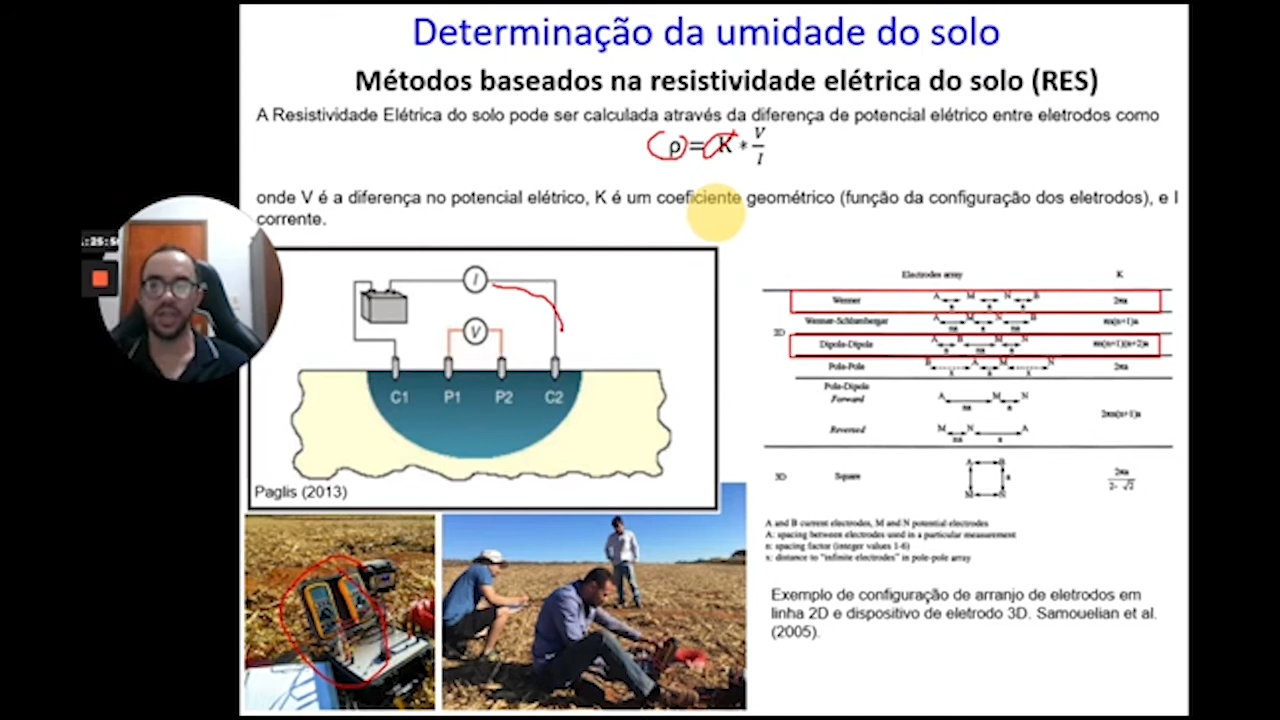 Determinação da umidade do solo
Métodos baseados na resistividade elétrica do solo (RES)
A Resistividade Elétrica do solo pode ser calculada através da diferença de potencial elétrico entre eletrodos como
ρ = K * V/I
onde V é a diferença no potencial elétrico, K é um coeficiente geométrico (função da configuração dos eletrodos), e I
corrente.
I
V
C1 P1 P2 C2
Paglis (2013)
Electrodes array K
Wenner A M N B 2πa
Wenner-Schlumberger A M N B πn(n+1)a
2D
Dipole-Dipole A B M N πn(n+1)(n+2)a
Pole-Pole B A M N 2πa
Pole-Dipole
Forward A M N
2πn(n+1)a
Reversed M N A
3D Square A B M N a 2πa / 2-√2
A and B current electrodes, M and N potential electrodes
A: spacing between electrodes used in a particular measurement
n: spacing factor (integer values 1-6)
x: distance to "infinite electrodes" in pole-pole array
Exemplo de configuração de arranjo de eletrodos em
linha 2D e dispositivo de eletrodo 3D. Samouelian et al.
(2005).